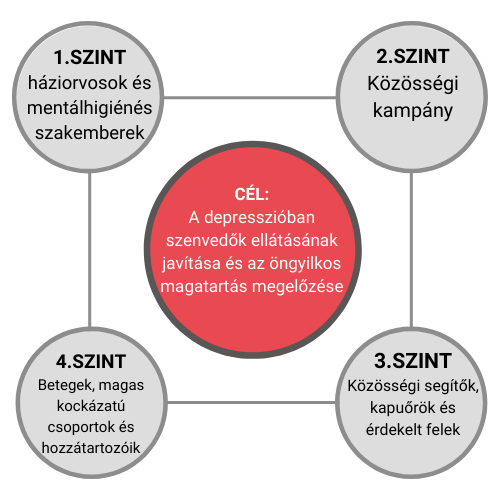 1.SZINT
háziorvosok és
mentálhigiénés
szakemberek
2.SZINT
Közösségi
kampány
CÉL:
A depresszióban
szenvedők ellátásának
javítása és az öngyilkos
magatartás megelőzése
4.SZINT
Betegek, magas
kockázatú
csoportok és
hozzátartozóik
3.SZINT
Közösségi segítők,
kapuőrök és
érdekelt felek